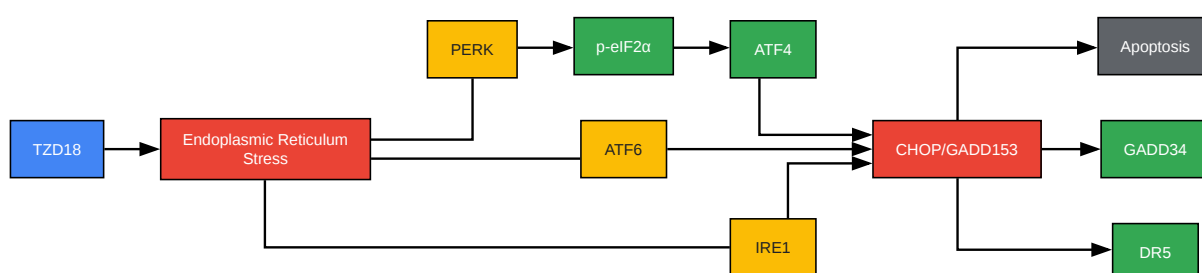 PERK
p-eIF2α
ATF4
Apoptosis
TZD18
Endoplasmic Reticulum
Stress
ATF6
CHOP/GADD153
GADD34
IRE1
DR5